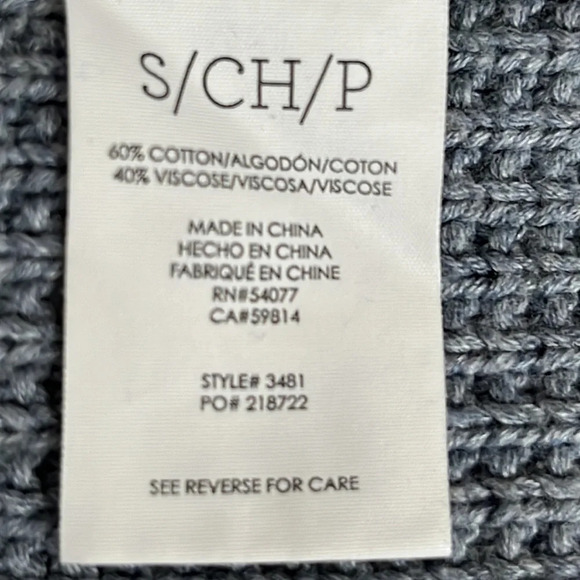 S/CH/P
60% COTTON/ALGODÓN/COTON
40% VISCOSE/VISCOSA/VISCOSE
MADE IN CHINA
HECHO EN CHINA
FABRIQUÉ EN CHINE
RN#54077
CA#59814
STYLE# 3481
PO# 218722
SEE REVERSE FOR CARE